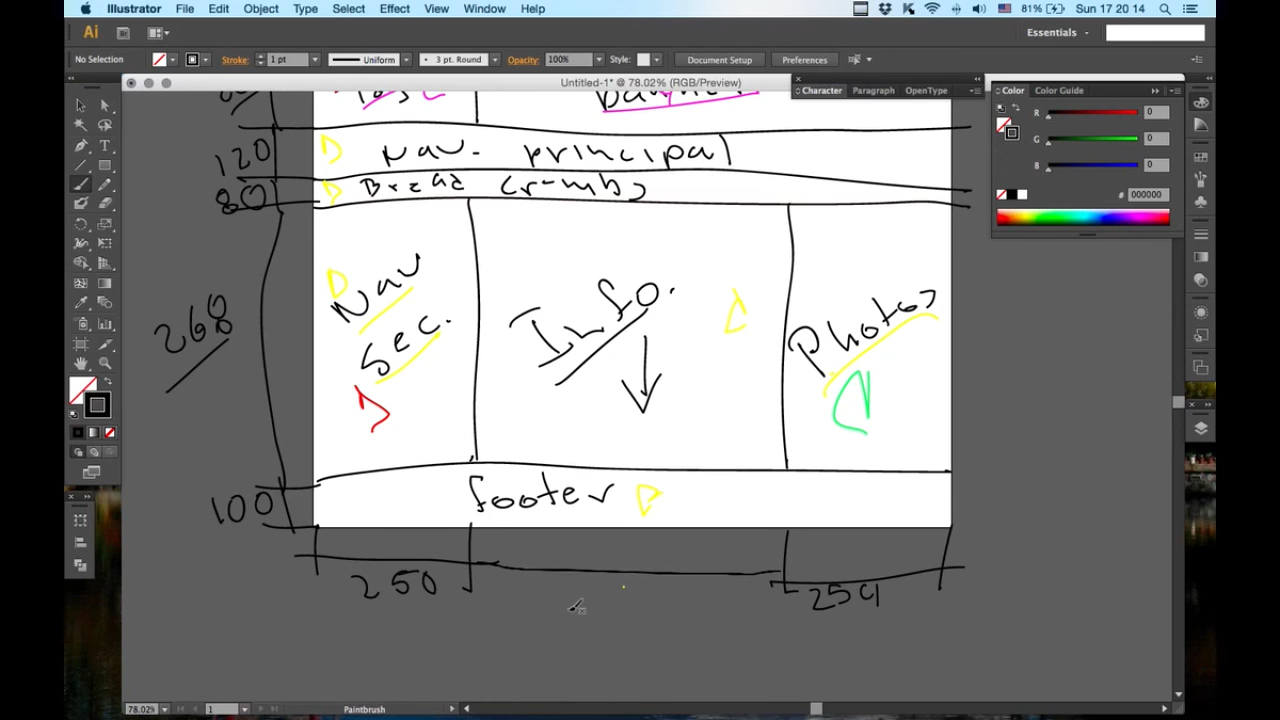 Illustrator File Edit Object Type Select Effect View Window Help 81% Sun 17 20 14
Ai Essentials
No Selection Stroke: 1 pt Uniform 3 pt. Round Opacity: 100% Style: Document Setup Preferences
Untitled-1* @ 78.02% (RGB/Preview)
Character Paragraph OpenType
Color Color Guide
R 0
G 0
B 0
# 000000
120 Nav. principal
80 Bread Crumbs
268
Nav
Sec.
Info.
Photos
100 footer
250
78.02% 1 Paintbrush